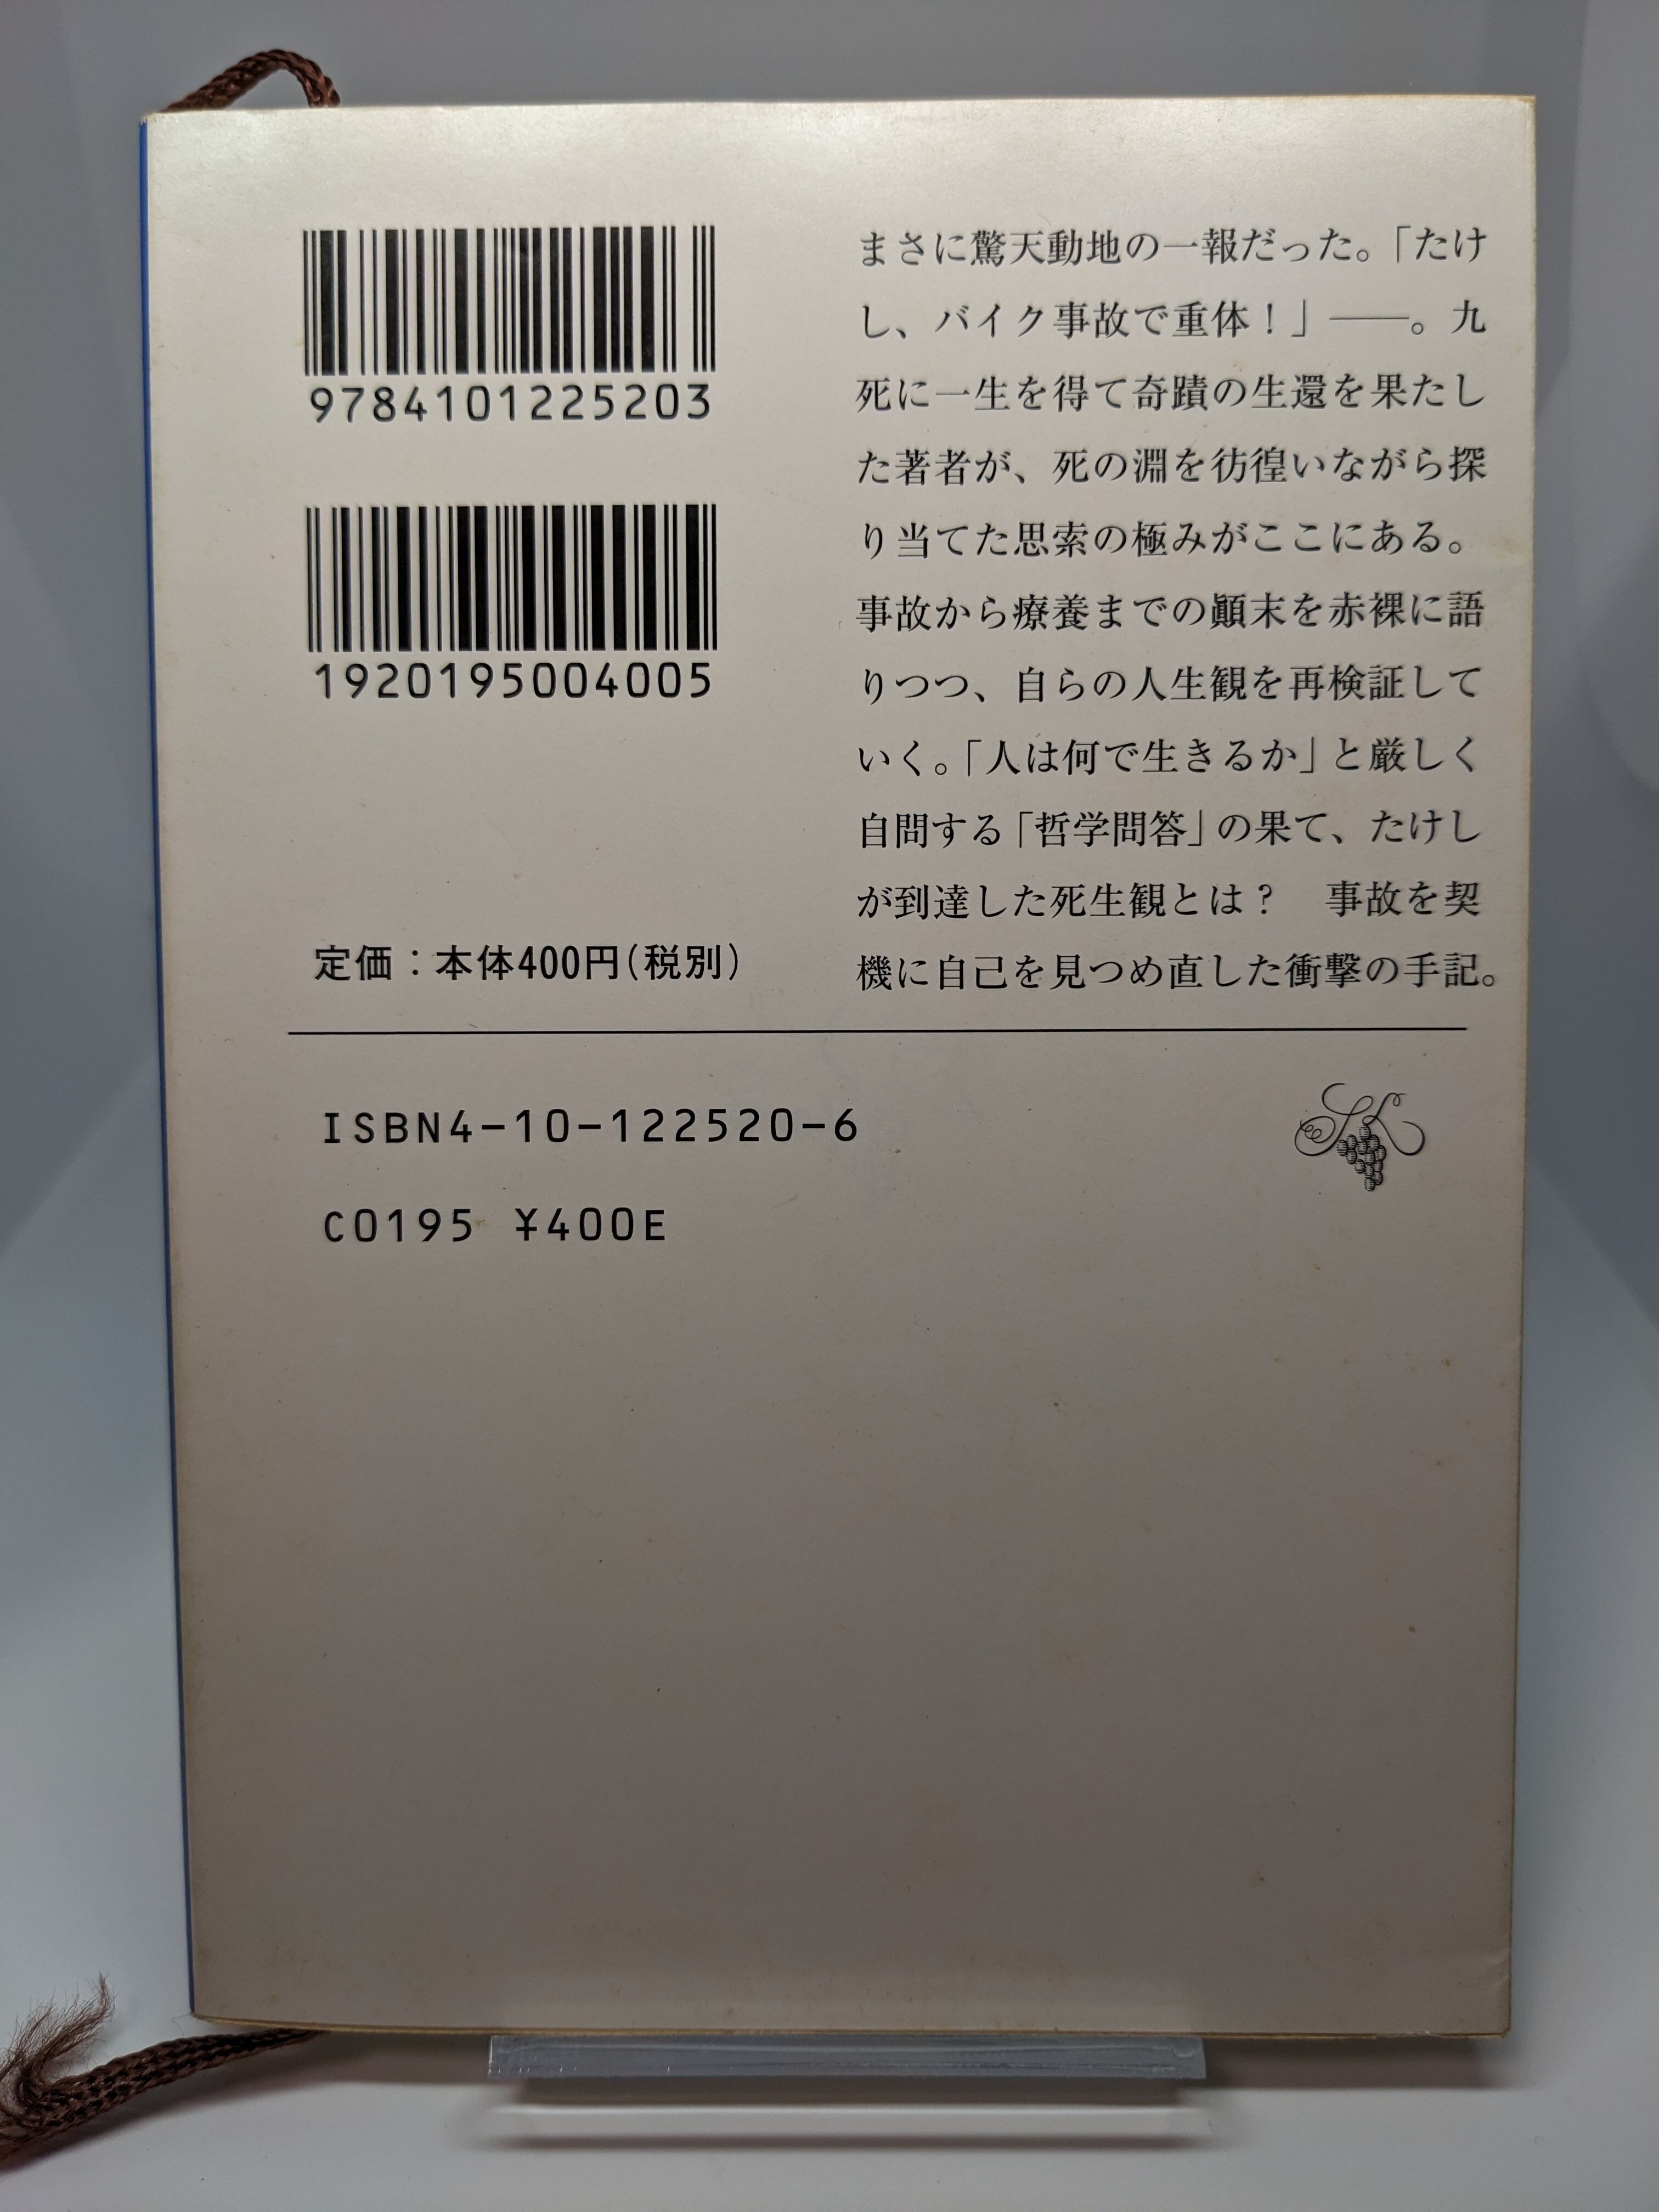 9784101225203
1920195004005
定価：本体400円(税別)
まさに驚天動地の一報だった。「たけ
し、バイク事故で重体！」――。九
死に一生を得て奇蹟の生還を果たし
た著者が、死の淵を彷徨いながら探
り当てた思索の極みがここにある。
事故から療養までの顚末を赤裸に語
りつつ、自らの人生観を再検証して
いく。「人は何で生きるか」と厳しく
自問する「哲学問答」の果て、たけし
が到達した死生観とは？　事故を契
機に自己を見つめ直した衝撃の手記。
ISBN4-10-122520-6
C0195 ¥400E